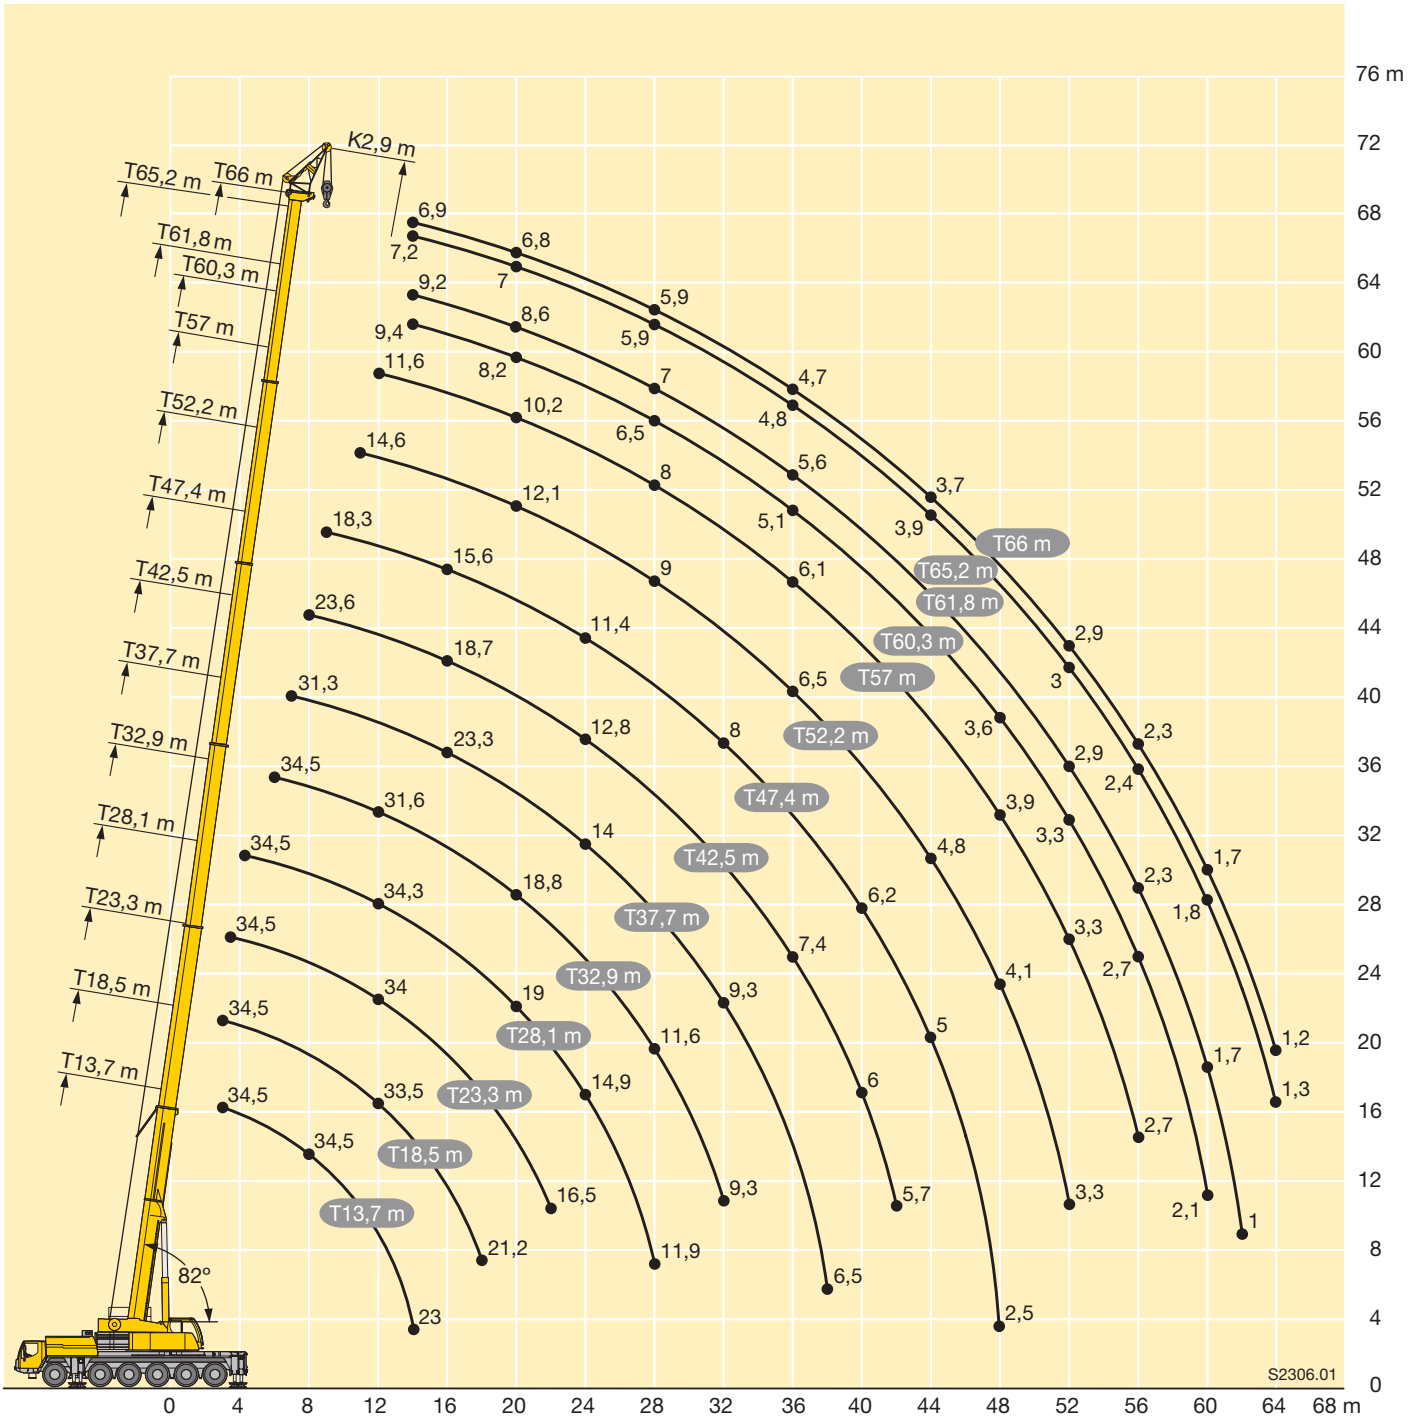 76 m
72
68
64
60
56
52
48
44
40
36
32
28
24
20
16
12
8
4
0
K2,9 m
T65,2 m
T66 m
T61,8 m
T60,3 m
T57 m
T52,2 m
T47,4 m
T42,5 m
T37,7 m
T32,9 m
T28,1 m
T23,3 m
T18,5 m
T13,7 m
82º
6,9 6,8 5,9 4,7 3,7 2,9 2,3 1,7 1,2
T66 m
7,2 7 5,9 4,8 3,9 3 2,4 1,8 1,3
T65,2 m
9,2 8,6 7 5,6 2,9 2,3 1,7 1
T61,8 m
9,4 8,2 6,5 5,1 3,6 3,3 2,7 2,1
T60,3 m
11,6 10,2 8 6,1 3,9 3,3 2,7
T57 m
14,6 12,1 9 6,5 4,8 4,1 3,3
T52,2 m
18,3 15,6 11,4 8 6,2 5 2,5
T47,4 m
23,6 18,7 12,8 7,4 6 5,7
T42,5 m
31,3 23,3 14 9,3 6,5
T37,7 m
34,5 31,6 18,8 11,6 9,3
T32,9 m
34,5 34,3 19 14,9 11,9
T28,1 m
34,5 34 16,5
T23,3 m
34,5 33,5 21,2
T18,5 m
34,5 34,5 23
T13,7 m
S2306.01
0 4 8 12 16 20 24 28 32 36 40 44 48 52 56 60 64 68 m